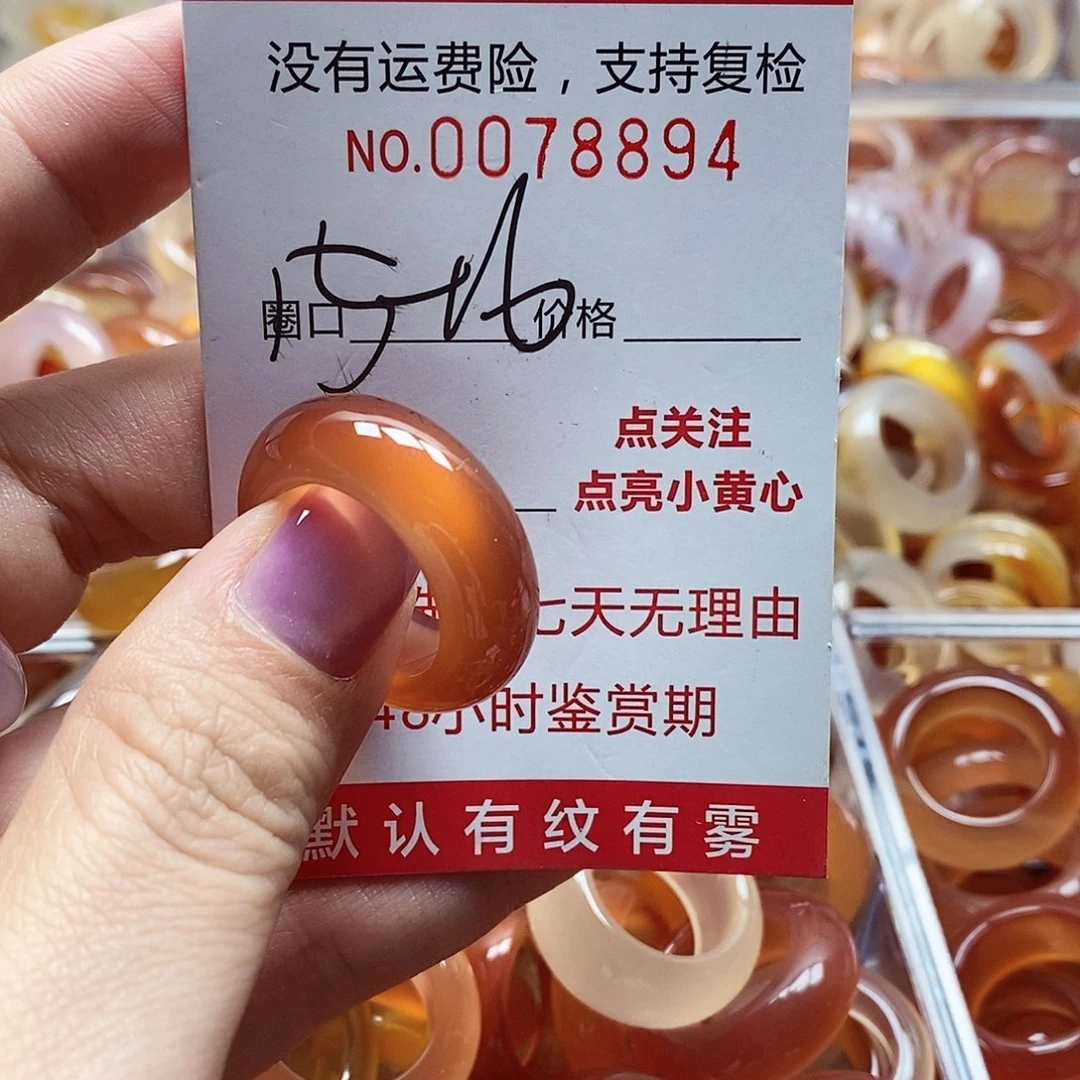 没有运费险，支持复检
NO.0078894
圈口 价格
点关注
点亮小黄心
七天无理由
48小时鉴赏期
默认有纹有雾